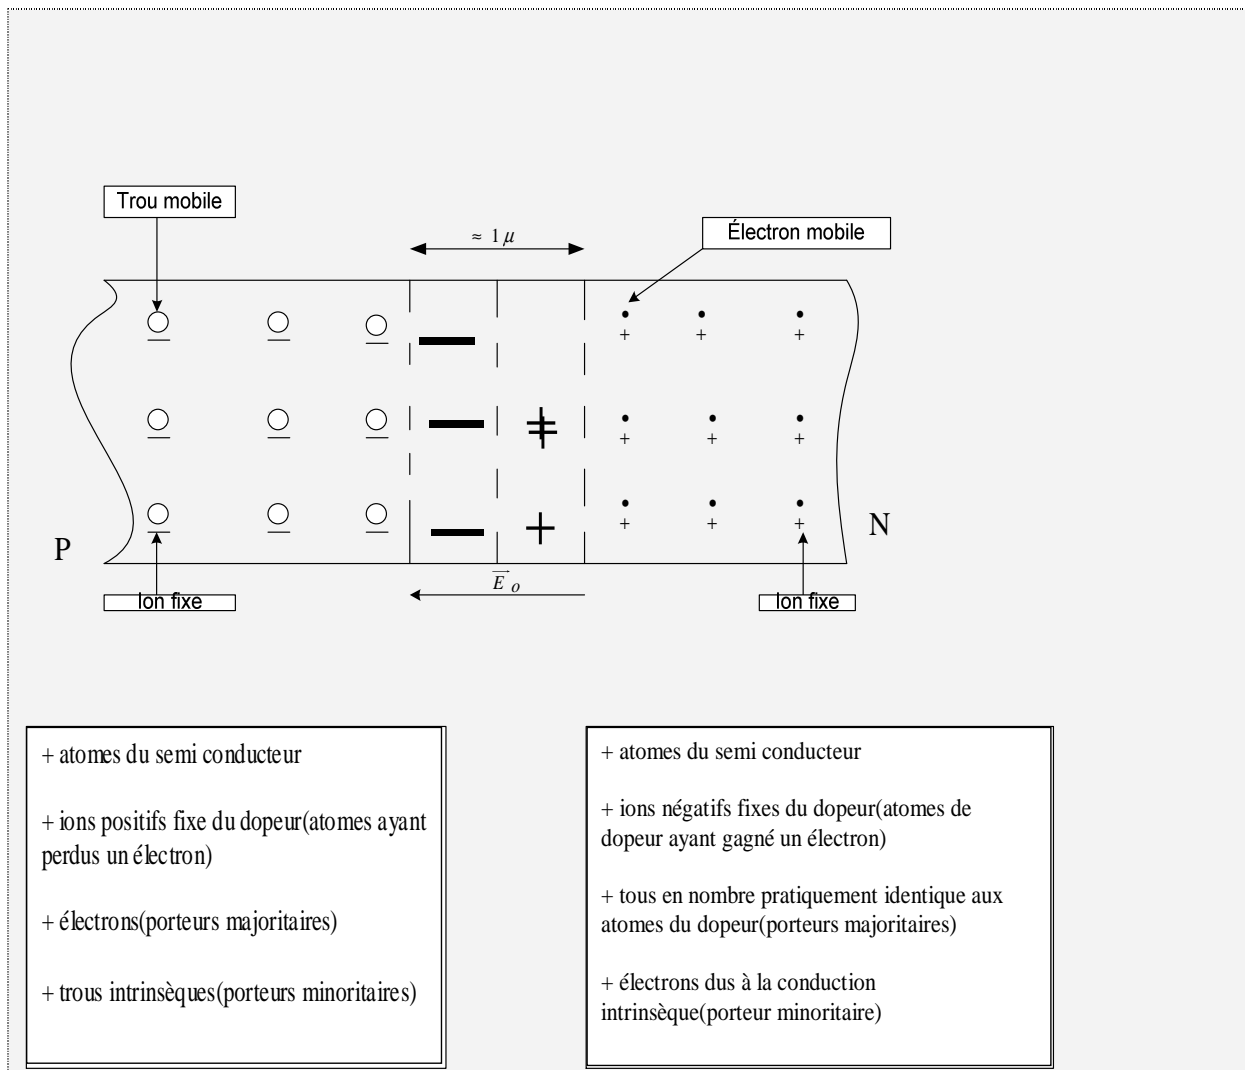 Trou mobile
≈ 1 μ
Électron mobile
P
N
E o
Ion fixe
Ion fixe
+ atomes du semi conducteur
+ ions positifs fixe du dopeur(atomes ayant
perdus un électron)
+ électrons(porteurs majoritaires)
+ trous intrinsèques(porteurs minoritaires)
+ atomes du semi conducteur
+ ions négatifs fixes du dopeur(atomes de
dopeur ayant gagné un électron)
+ tous en nombre pratiquement identique aux
atomes du dopeur(porteurs majoritaires)
+ électrons dus à la conduction
intrinsèque(porteur minoritaire)